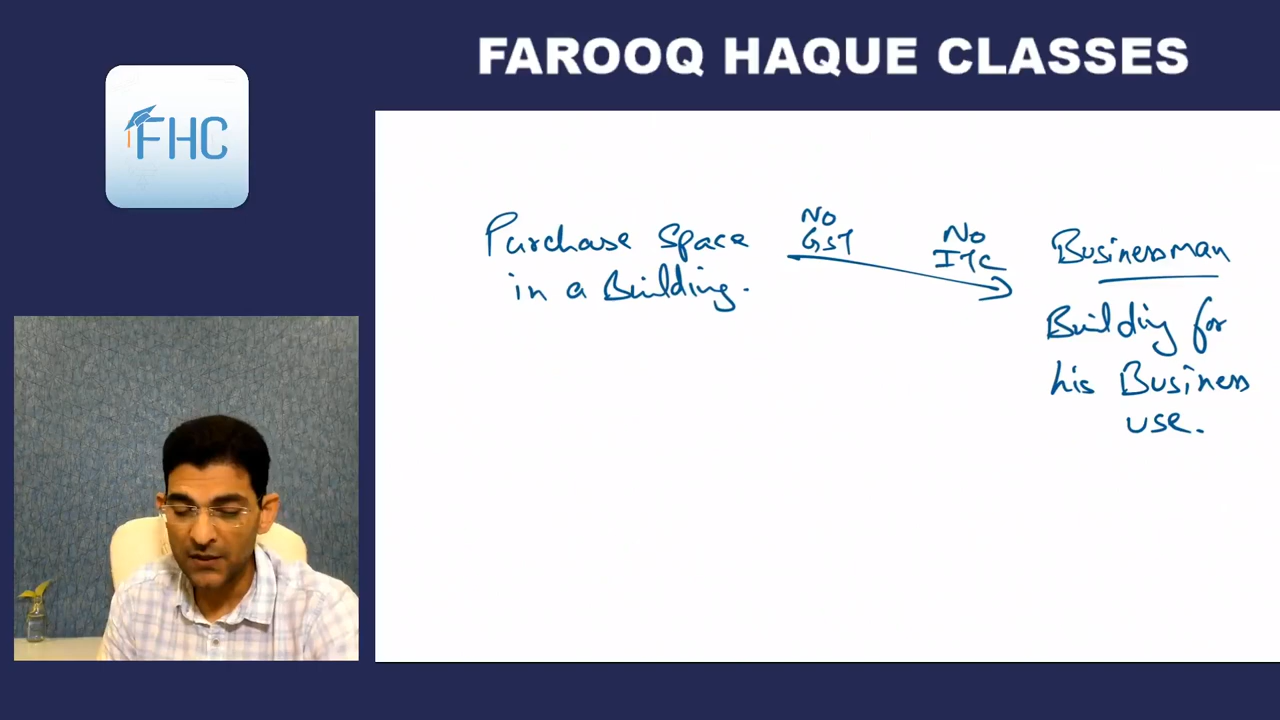 FAROOQ HAQUE CLASSES
FHC
Purchase Space
in a Building.
No
GST
No
ITC
Businessman
Building for
his Business
use.